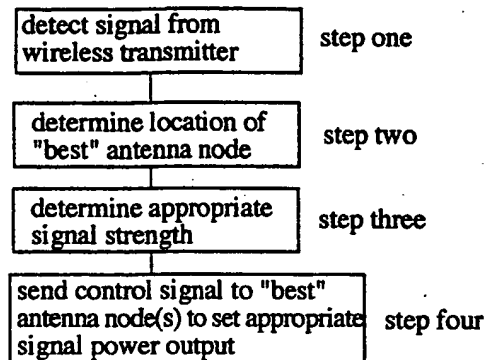 detect signal from
wireless transmitter
step one
determine location of
"best" antenna node
step two
determine appropriate
signal strength
step three
send control signal to "best"
antenna node(s) to set appropriate
signal power output
step four